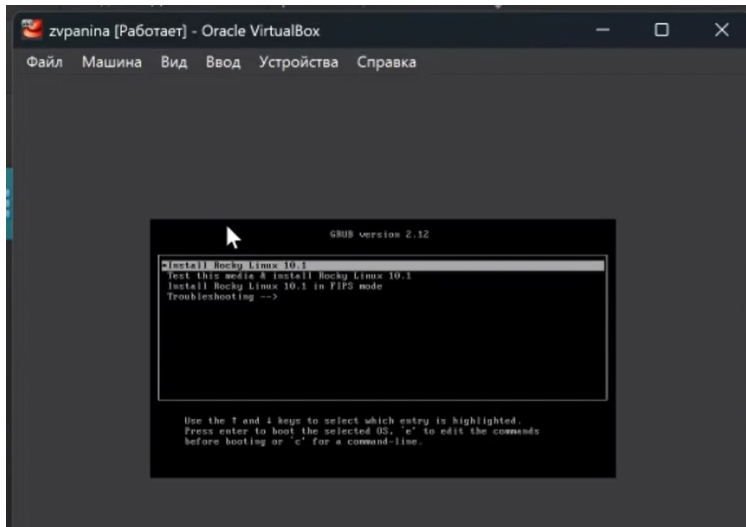 zvpanina [Работает] - Oracle VirtualBox
Файл Машина Вид Ввод Устройства Справка
GRUB version 2.12
*Install Rocky Linux 10.1
Test this media & install Rocky Linux 10.1
Install Rocky Linux 10.1 in FIPS mode
Troubleshooting -->
Use the ↑ and ↓ keys to select which entry is highlighted.
Press enter to boot the selected OS, `e' to edit the commands
before booting or `c' for a command-line.